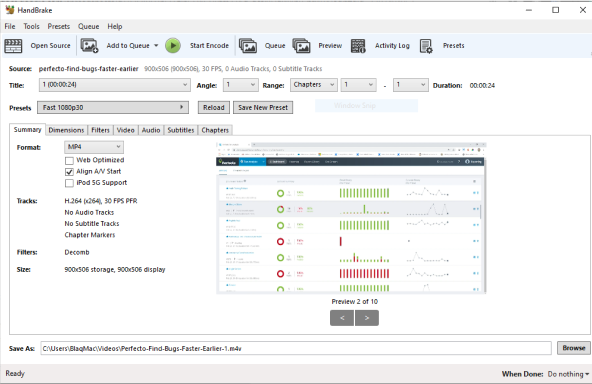 HandBrake
File Tools Presets Queue Help
Open Source Add to Queue Start Encode Queue Preview Activity Log Presets
Source: perfecto-find-bugs-faster-earlier 900x506 (900x506), 30 FPS, 0 Audio Tracks, 0 Subtitle Tracks
Title: 1 (00:00:24) Angle: 1 Range: Chapters 1 - 1 Duration: 00:00:24
Presets Fast 1080p30 Reload Save New Preset Window Snip
Summary Dimensions Filters Video Audio Subtitles Chapters
Format: MP4
Web Optimized
Align A/V Start
iPod 5G Support
Tracks: H.264 (x264), 30 FPS PFR
No Audio Tracks
No Subtitle Tracks
Chapter Markers
Filters: Decomb
Size: 900x506 storage, 900x506 display
Preview 2 of 10
< >
Save As: C:\Users\BlaqMac\Videos\Perfecto-Find-Bugs-Faster-Earlier-1.m4v Browse
Ready When Done: Do nothing